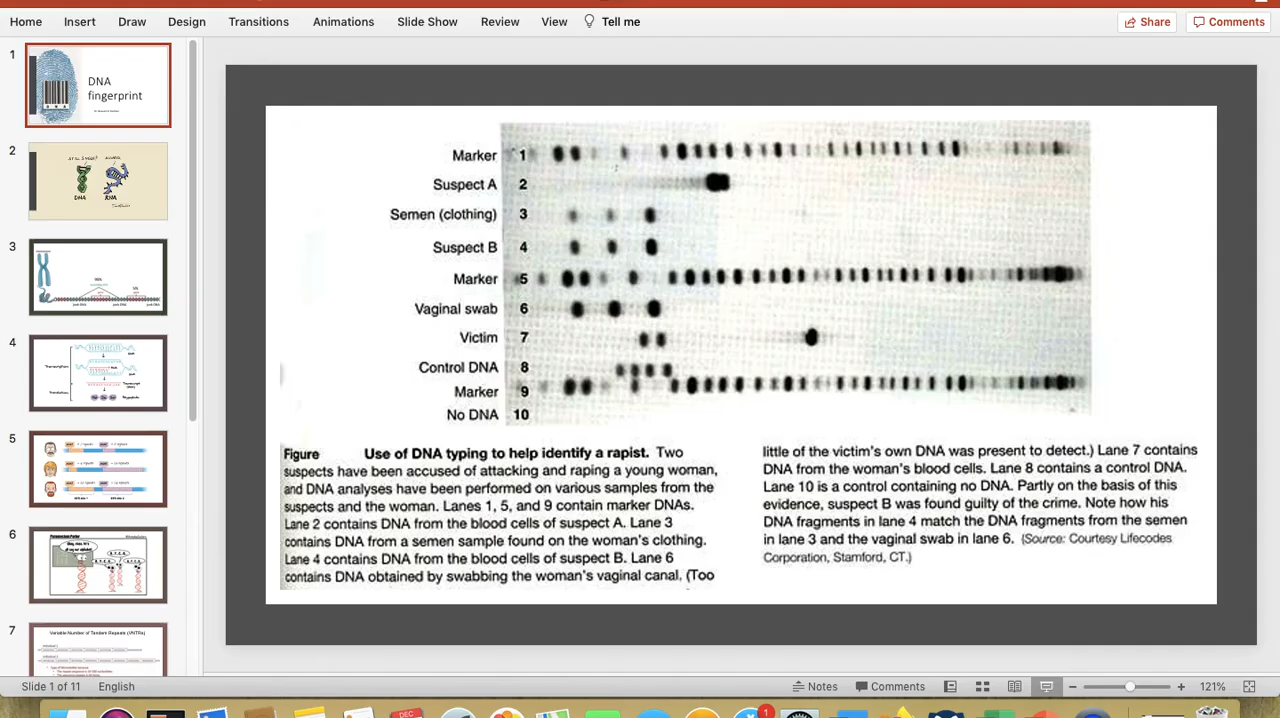 Home Insert Draw Design Transitions Animations Slide Show Review View Tell me Share Comments
1
DNA
fingerprint
2
DNA RNA
3
4
5
6
7
Variable Number of Tandem Repeats (VNTRs)
Marker 1
Suspect A 2
Semen (clothing) 3
Suspect B 4
Marker 5
Vaginal swab 6
Victim 7
Control DNA 8
Marker 9
No DNA 10
Figure Use of DNA typing to help identify a rapist. Two
suspects have been accused of attacking and raping a young woman,
and DNA analyses have been performed on various samples from the
suspects and the woman. Lanes 1, 5, and 9 contain marker DNAs.
Lane 2 contains DNA from the blood cells of suspect A. Lane 3
contains DNA from a semen sample found on the woman's clothing.
Lane 4 contains DNA from the blood cells of suspect B. Lane 6
contains DNA obtained by swabbing the woman's vaginal canal. (Too
little of the victim's own DNA was present to detect.) Lane 7 contains
DNA from the woman's blood cells. Lane 8 contains a control DNA.
Lane 10 is a control containing no DNA. Partly on the basis of this
evidence, suspect B was found guilty of the crime. Note how his
DNA fragments in lane 4 match the DNA fragments from the semen
in lane 3 and the vaginal swab in lane 6. (Source: Courtesy Lifecodes
Corporation, Stamford, CT.)
Slide 1 of 11 English Notes Comments 121%
DEC
1